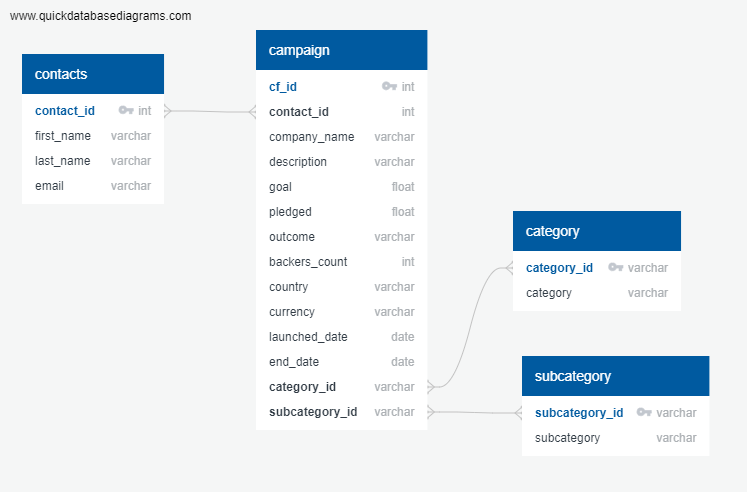 www.quickdatabasediagrams.com
contacts
contact_id int
first_name varchar
last_name varchar
email varchar
campaign
cf_id int
contact_id int
company_name varchar
description varchar
goal float
pledged float
outcome varchar
backers_count int
country varchar
currency varchar
launched_date date
end_date date
category_id varchar
subcategory_id varchar
category
category_id varchar
category varchar
subcategory
subcategory_id varchar
subcategory varchar